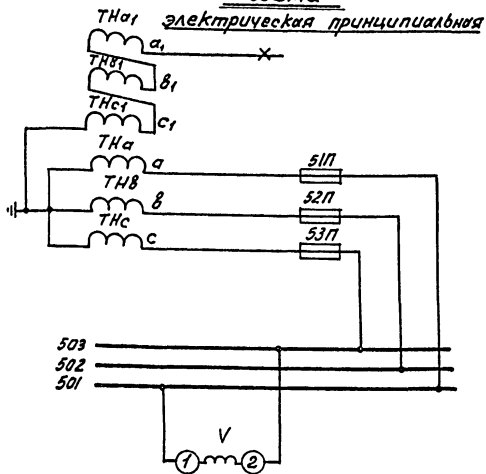 электрическая принципиальная
ТНа1
а1
ТНв1
в1
ТНс1
с1
ТНа
а
51П
ТНв
в
52П
ТНс
с
53П
503
502
501
V
1
2